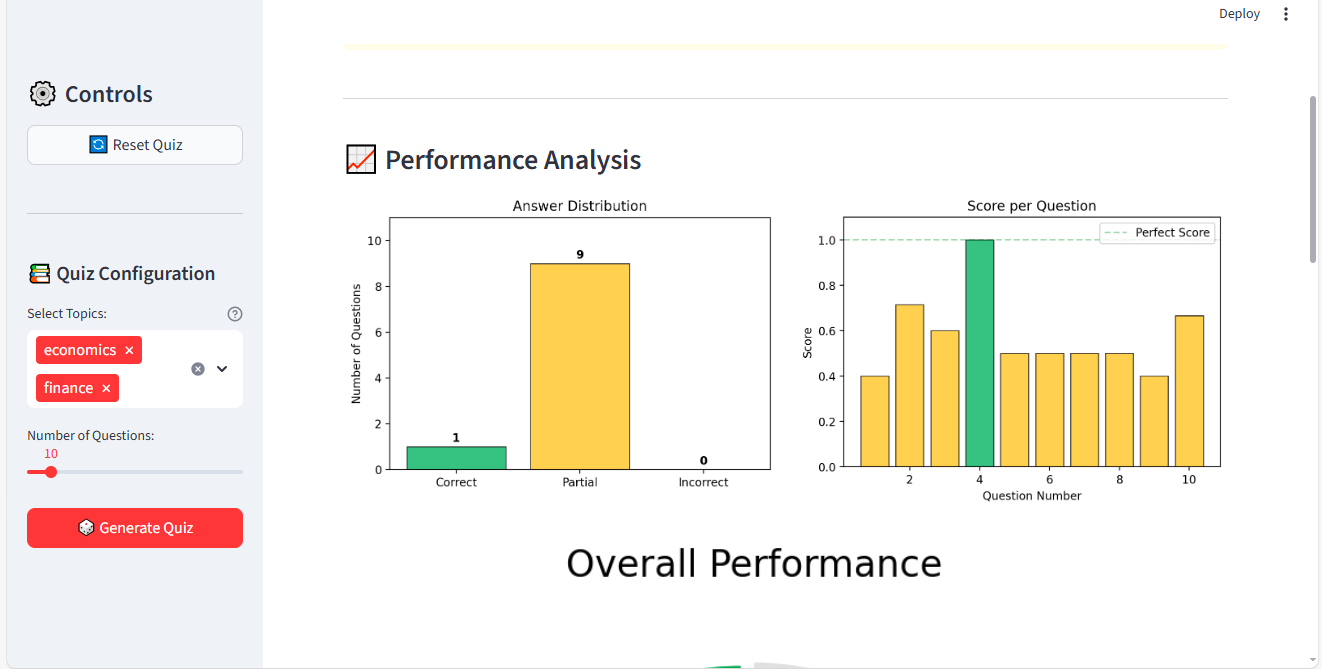 Deploy
Controls
Reset Quiz
Quiz Configuration
Select Topics:
economics ×
finance ×
Number of Questions:
10
Generate Quiz
Performance Analysis
Answer Distribution
Number of Questions
10
8
6
4
2
0
1
9
0
Correct
Partial
Incorrect
Score per Question
Perfect Score
Score
1.0
0.8
0.6
0.4
0.2
0.0
2
4
6
8
10
Question Number
Overall Performance